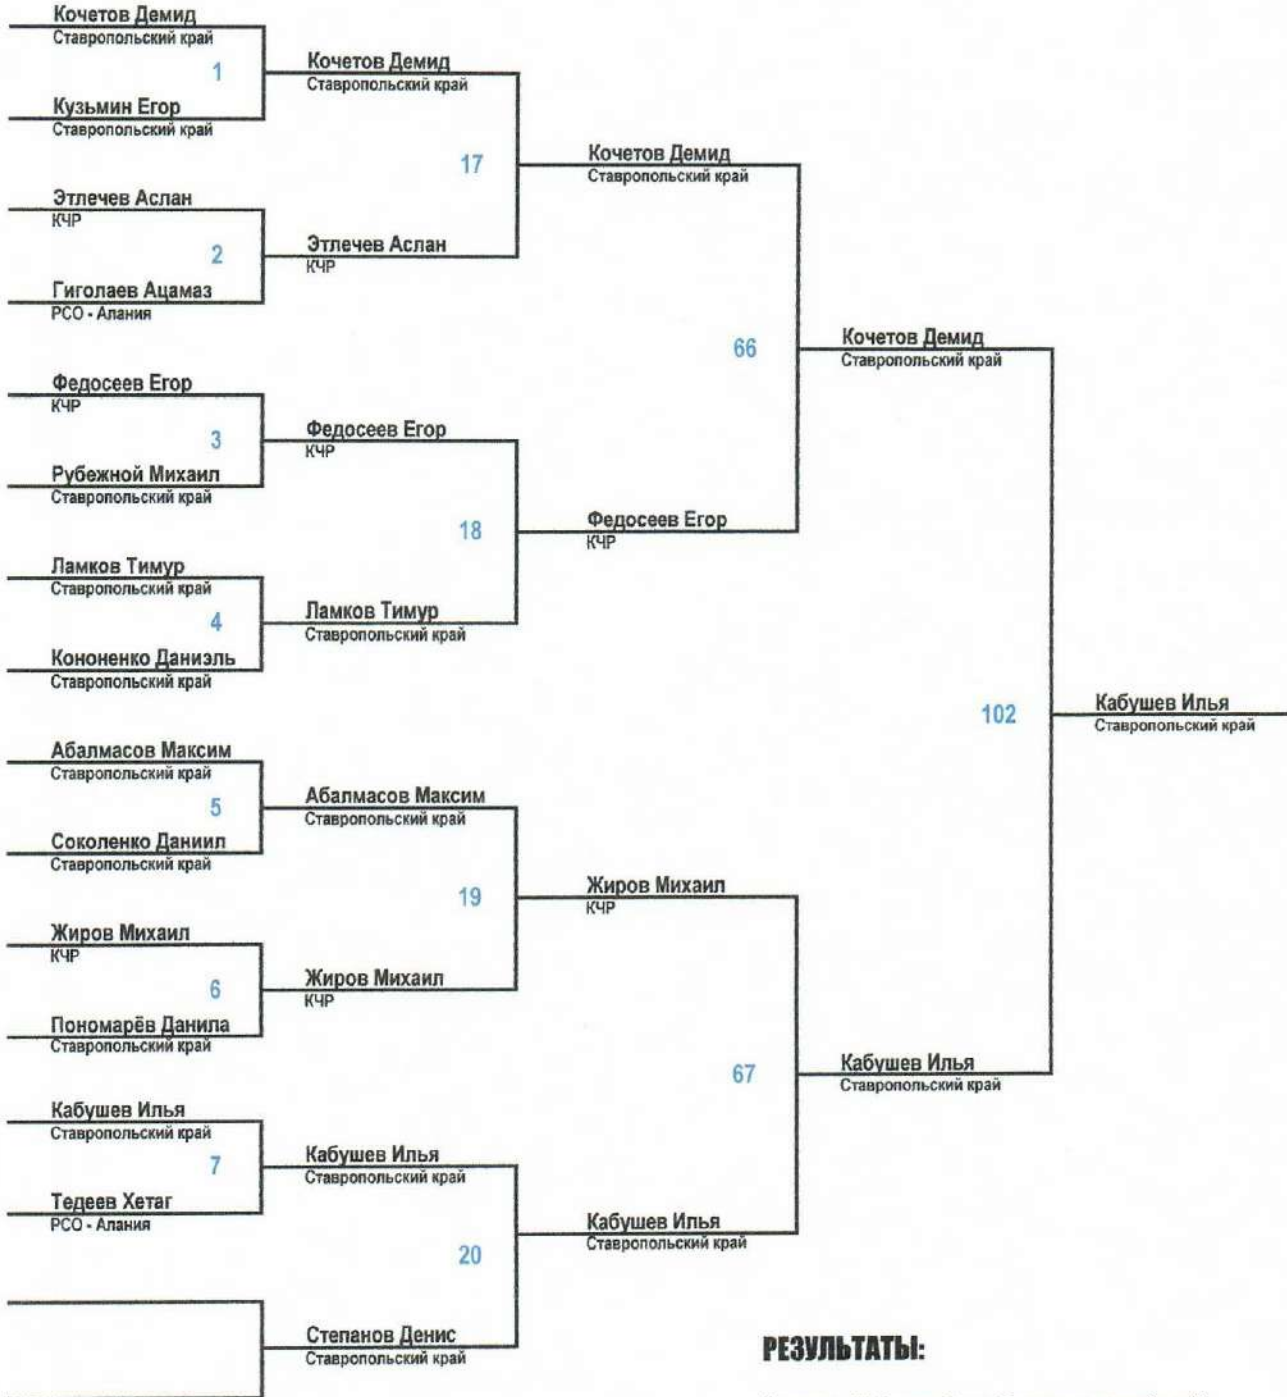 Кочетов Демид
Ставропольский край
1
Кузьмин Егор
Ставропольский край
Этлечев Аслан
КЧР
2
Гиголаев Ацамаз
РСО - Алания
Федосеев Егор
КЧР
3
Рубежной Михаил
Ставропольский край
Ламков Тимур
Ставропольский край
4
Кононенко Даниэль
Ставропольский край
Абалмасов Максим
Ставропольский край
5
Соколенко Даниил
Ставропольский край
Жиров Михаил
КЧР
6
Пономарёв Данила
Ставропольский край
Кабушев Илья
Ставропольский край
7
Тедеев Хетаг
РСО - Алания
Кочетов Демид
Ставропольский край
17
Этлечев Аслан
КЧР
Федосеев Егор
КЧР
18
Ламков Тимур
Ставропольский край
Абалмасов Максим
Ставропольский край
19
Жиров Михаил
КЧР
Кабушев Илья
Ставропольский край
20
Степанов Денис
Ставропольский край
Кочетов Демид
Ставропольский край
66
Федосеев Егор
КЧР
Жиров Михаил
КЧР
67
Кабушев Илья
Ставропольский край
Кочетов Демид
Ставропольский край
102
Кабушев Илья
Ставропольский край
Кабушев Илья
Ставропольский край
РЕЗУЛЬТАТЫ: